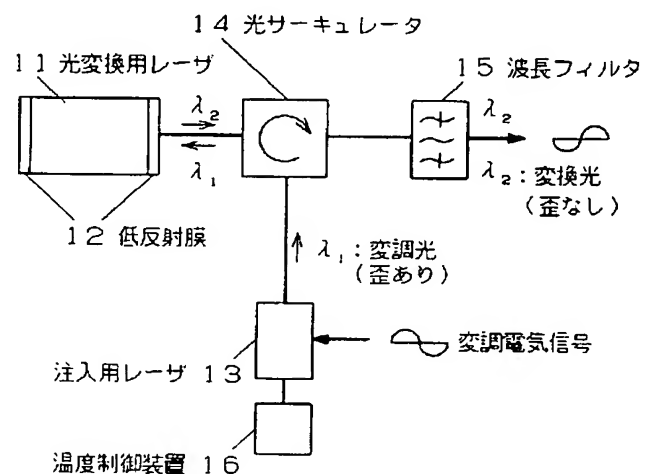 14 光サーキュレータ
11 光変換用レーザ
15 波長フィルタ
λ₂
λ₁
λ₂
λ₂:変換光
(歪なし)
12 低反射膜
λ₁:変調光
(歪あり)
変調電気信号
注入用レーザ 13
温度制御装置 16